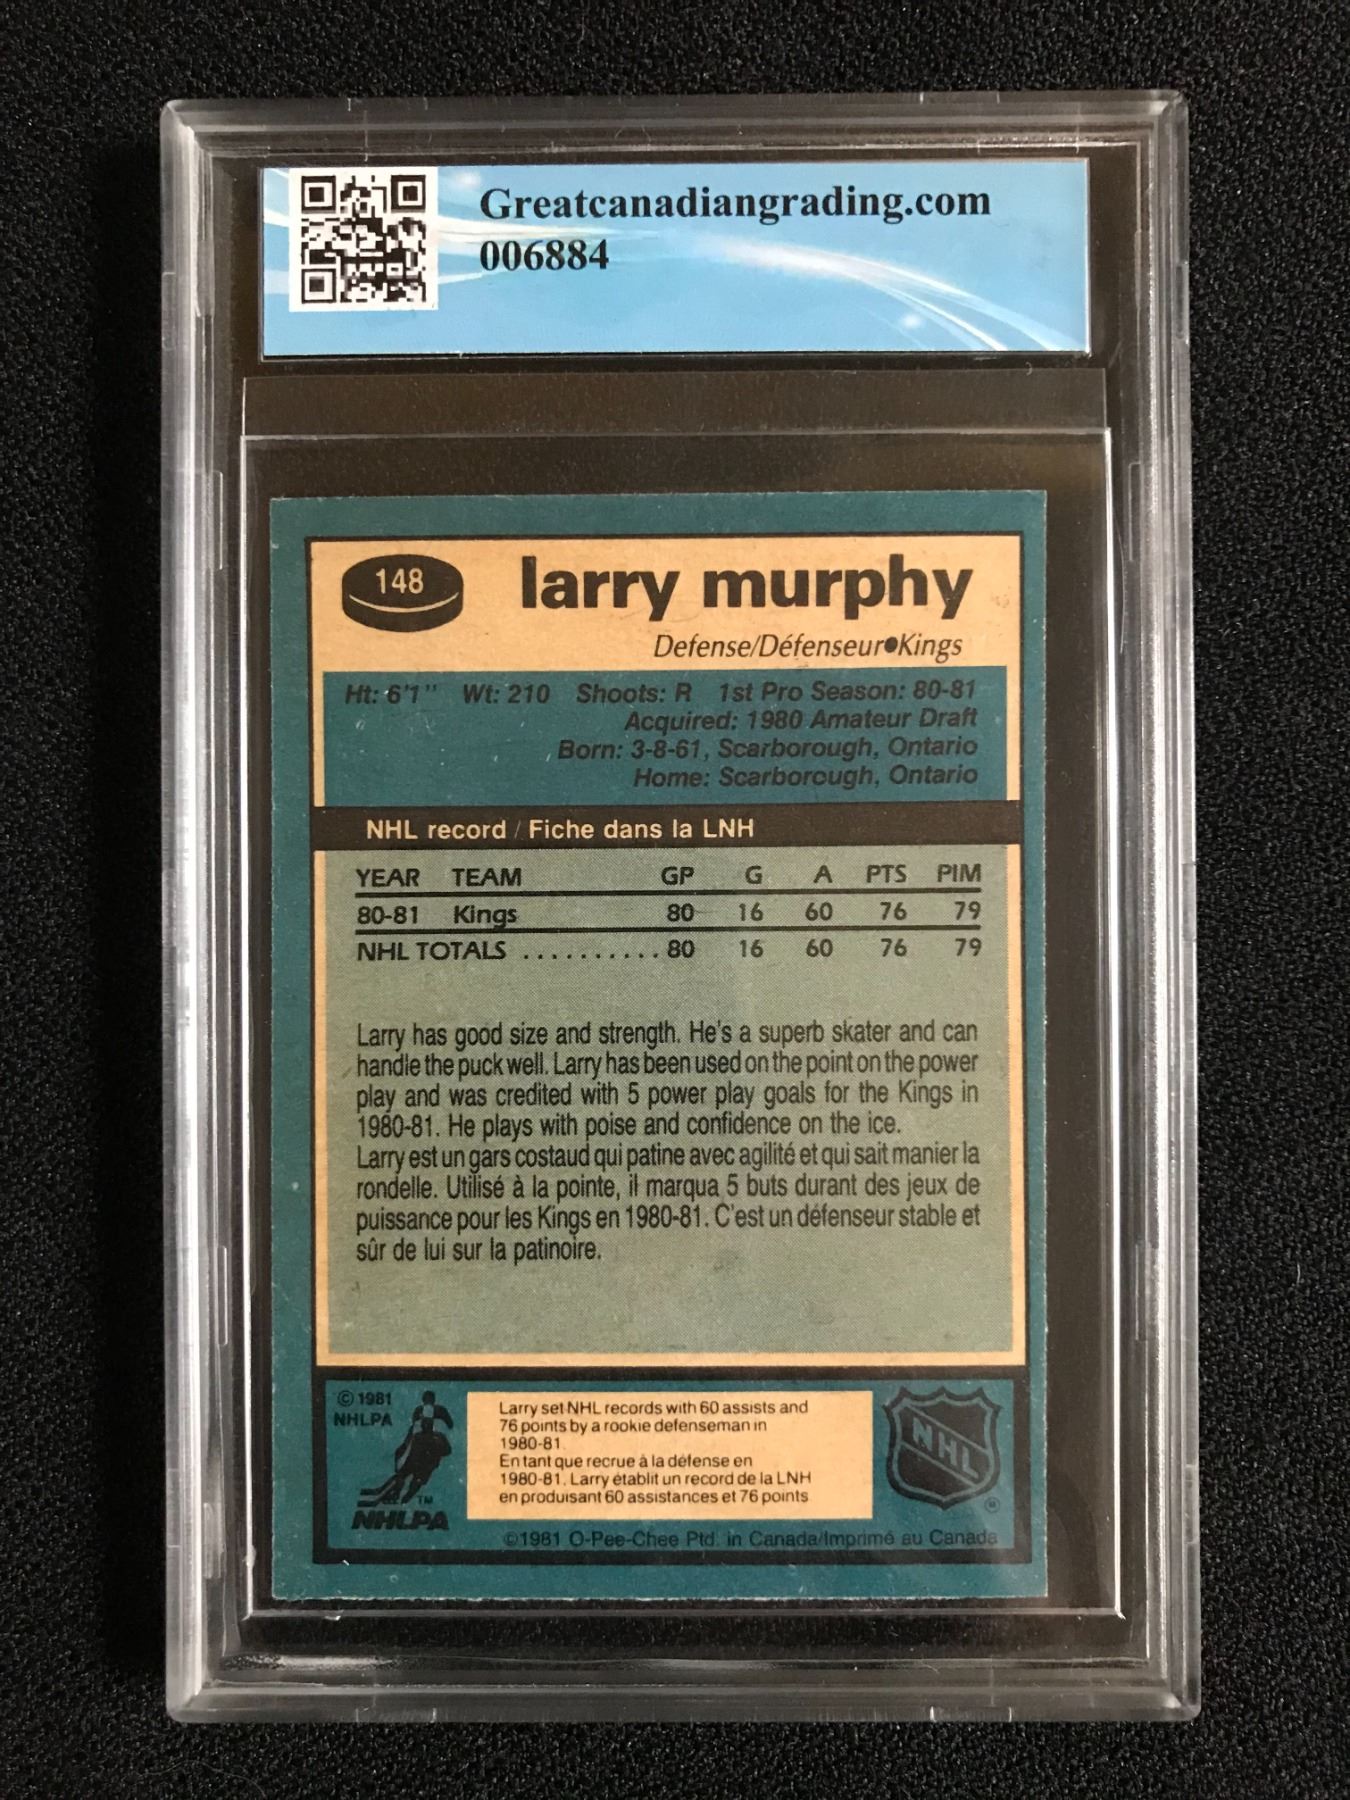 Greatcanadiangrading.com
006884
148
larry murphy
Defense/Défenseur●Kings
Ht: 6'1" Wt: 210 Shoots: R 1st Pro Season: 80-81
Acquired: 1980 Amateur Draft
Born: 3-8-61, Scarborough, Ontario
Home: Scarborough, Ontario
NHL record / Fiche dans la LNH
YEAR TEAM GP G A PTS PIM
80-81 Kings 80 16 60 76 79
NHL TOTALS .......... 80 16 60 76 79
Larry has good size and strength. He's a superb skater and can
handle the puck well. Larry has been used on the point on the power
play and was credited with 5 power play goals for the Kings in
1980-81. He plays with poise and confidence on the ice.
Larry est un gars costaud qui patine avec agilité et qui sait manier la
rondelle. Utilisé à la pointe, il marqua 5 buts durant des jeux de
puissance pour les Kings en 1980-81. C'est un défenseur stable et
sûr de lui sur la patinoire.
© 1981
NHLPA
TM
NHLPA
Larry set NHL records with 60 assists and
76 points by a rookie defenseman in
1980-81.
En tant que recrue à la défense en
1980-81, Larry établit un record de la LNH
en produisant 60 assistances et 76 points
NHL
®
©1981 O-Pee-Chee Ptd. in Canada/Imprimé au Canada